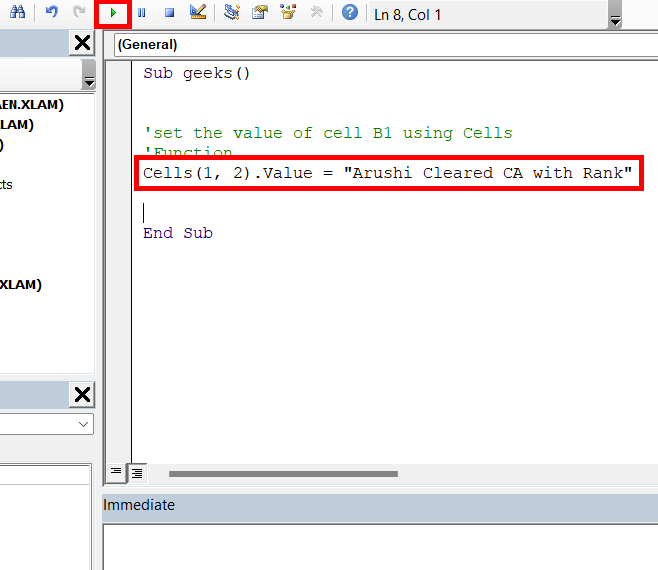 Ln 8, Col 1
(General)
AEN.XLAM)
LAM)
)
cts
XLAM)
Sub geeks()
'set the value of cell B1 using Cells
'Function
Cells(1, 2).Value = "Arushi Cleared CA with Rank"
End Sub
Immediate